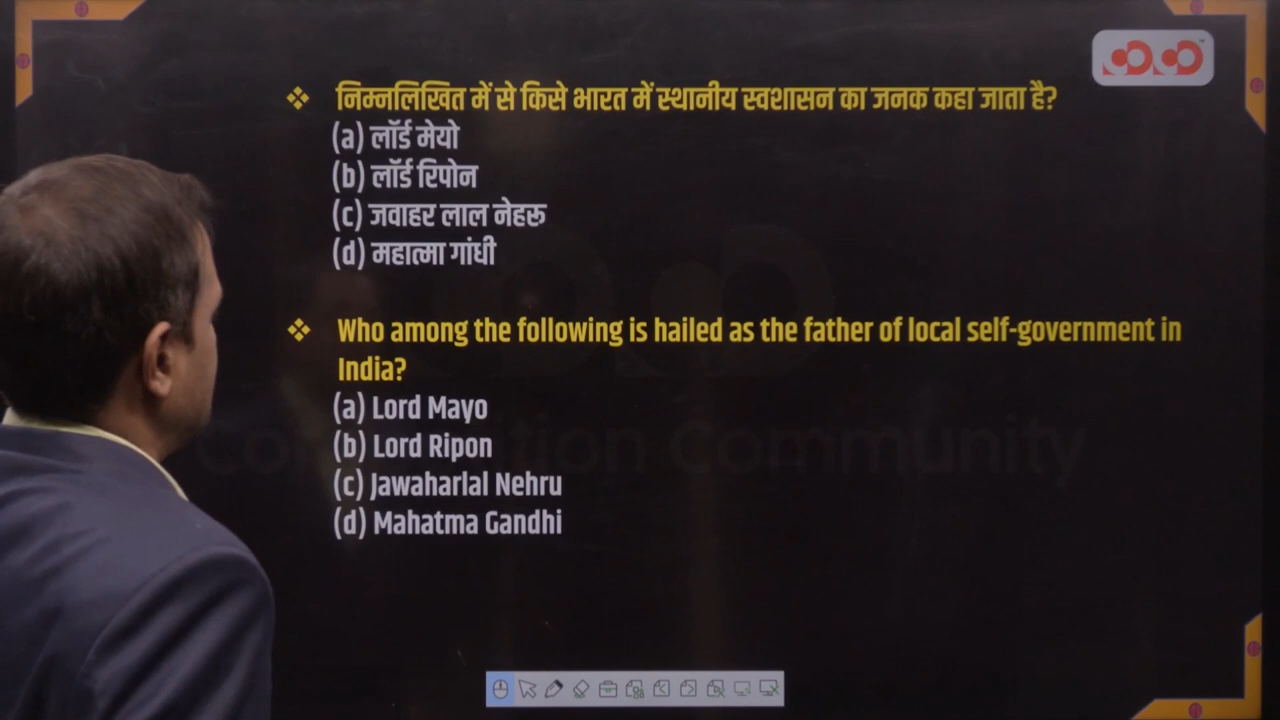 ❖ निम्नलिखित में से किसे भारत में स्थानीय स्वशासन का जनक कहा जाता है?
(a) लॉर्ड मेयो
(b) लॉर्ड रिपोन
(c) जवाहर लाल नेहरू
(d) महात्मा गांधी
❖ Who among the following is hailed as the father of local self-government in
India?
(a) Lord Mayo
(b) Lord Ripon
(c) Jawaharlal Nehru
(d) Mahatma Gandhi
Community